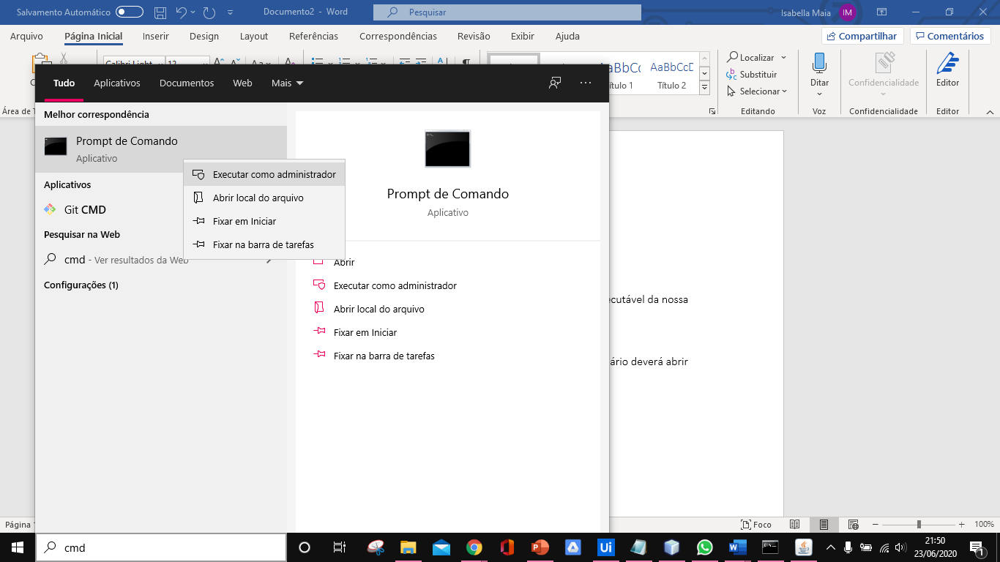 Salvamento Automático
Documento2 - Word
Pesquisar
Isabella Maia
IM
Arquivo
Página Inicial
Inserir
Design
Layout
Referências
Correspondências
Revisão
Exibir
Ajuda
Compartilhar
Comentários
Calibri Light
12
AaBbCc
AaBbCcD
Título 1
Título 2
Localizar
Substituir
Selecionar
Ditar
Confidencialidade
Editor
Área de
Editando
Voz
Confidencialidade
Editor
Tudo
Aplicativos
Documentos
Web
Mais
Melhor correspondência
Prompt de Comando
Aplicativo
Aplicativos
Git CMD
Pesquisar na Web
cmd - Ver resultados da Web
Configurações (1)
Executar como administrador
Abrir local do arquivo
Fixar em Iniciar
Fixar na barra de tarefas
Prompt de Comando
Aplicativo
Abrir
Executar como administrador
Abrir local do arquivo
Fixar em Iniciar
Fixar na barra de tarefas
ecutável da nossa
ário deverá abrir
Página 1
Foco
100%
cmd
Ui
21:50
23/06/2020
1